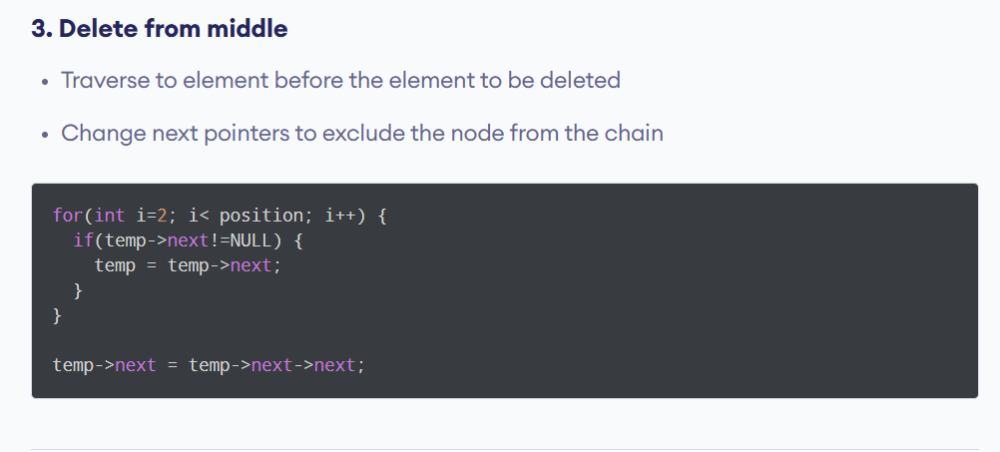 3. Delete from middle
• Traverse to element before the element to be deleted
• Change next pointers to exclude the node from the chain
for(int i=2; i< position; i++) {
  if(temp->next!=NULL) {
    temp = temp->next;
  }
}
temp->next = temp->next->next;